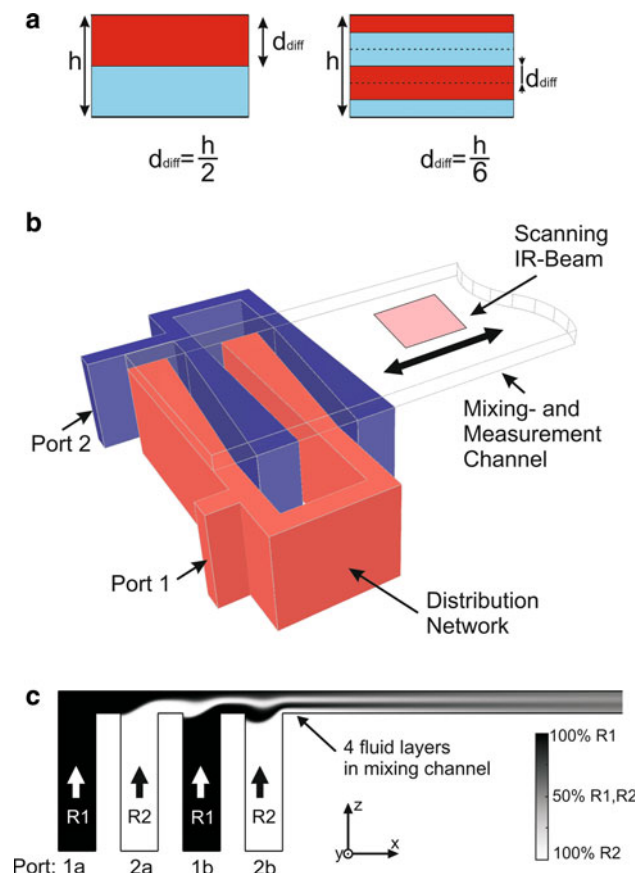 a
h
d_diff
h
d_diff
d_diff = h/2
d_diff = h/6
b
Scanning
IR-Beam
Port 2
Mixing- and
Measurement
Channel
Port 1
Distribution
Network
c
4 fluid layers
in mixing channel
100% R1
50% R1,R2
100% R2
R1
R2
R1
R2
z
y
x
Port: 1a 2a 1b 2b